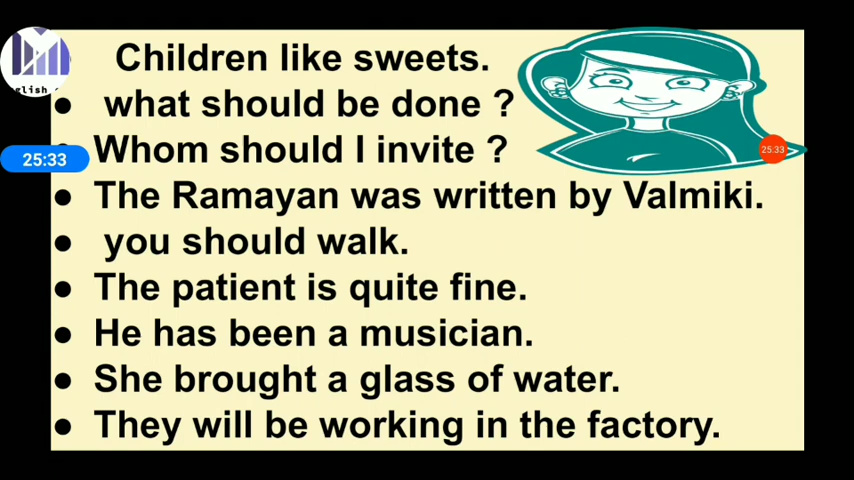 Children like sweets.
what should be done ?
Whom should I invite ?
25:33
25:33
The Ramayan was written by Valmiki.
you should walk.
The patient is quite fine.
He has been a musician.
She brought a glass of water.
They will be working in the factory.